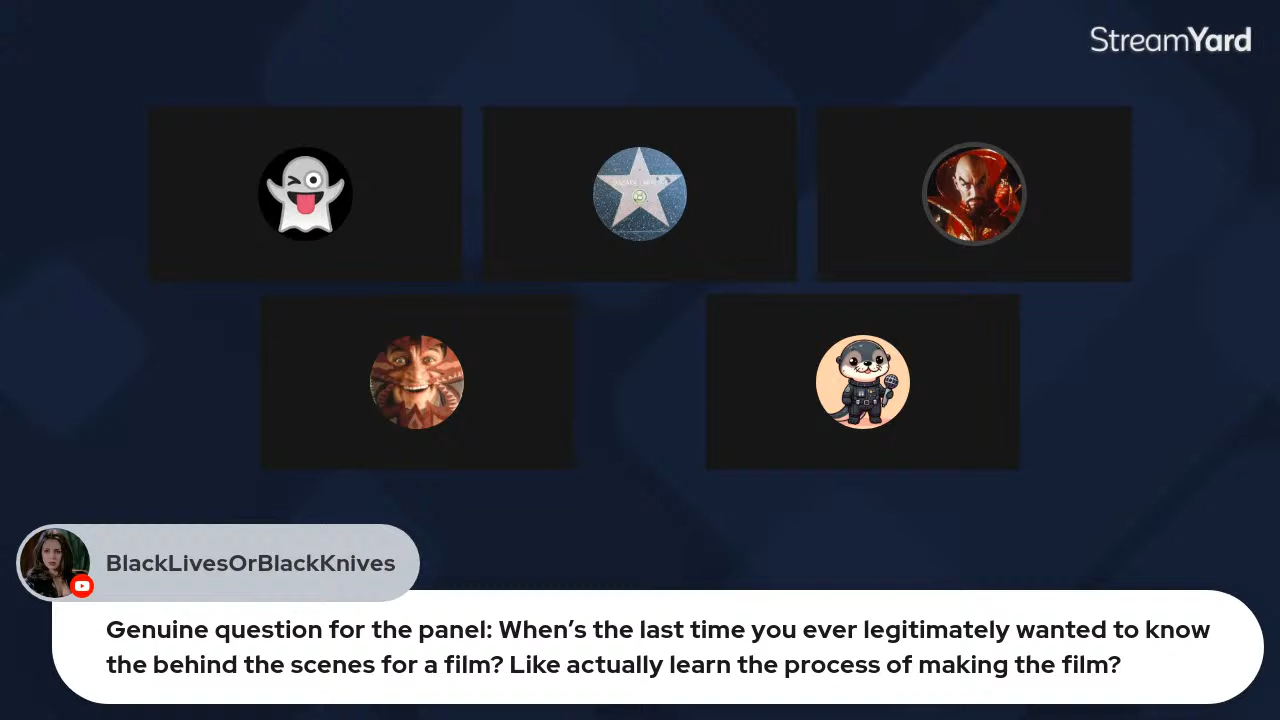 StreamYard
BlackLivesOrBlackKnives
Genuine question for the panel: When’s the last time you ever legitimately wanted to know
the behind the scenes for a film? Like actually learn the process of making the film?